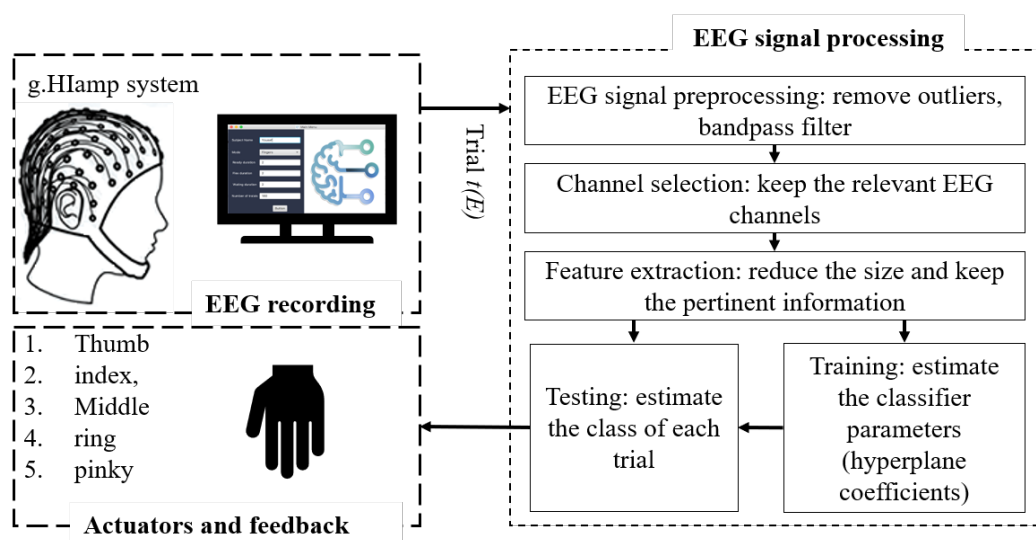 EEG signal processing
g.HIamp system
EEG recording
Trial t(E)
EEG signal preprocessing: remove outliers,
bandpass filter
Channel selection: keep the relevant EEG
channels
Feature extraction: reduce the size and keep
the pertinent information
Testing: estimate
the class of each
trial
Training: estimate
the classifier
parameters
(hyperplane
coefficients)
1. Thumb
2. index,
3. Middle
4. ring
5. pinky
Actuators and feedback